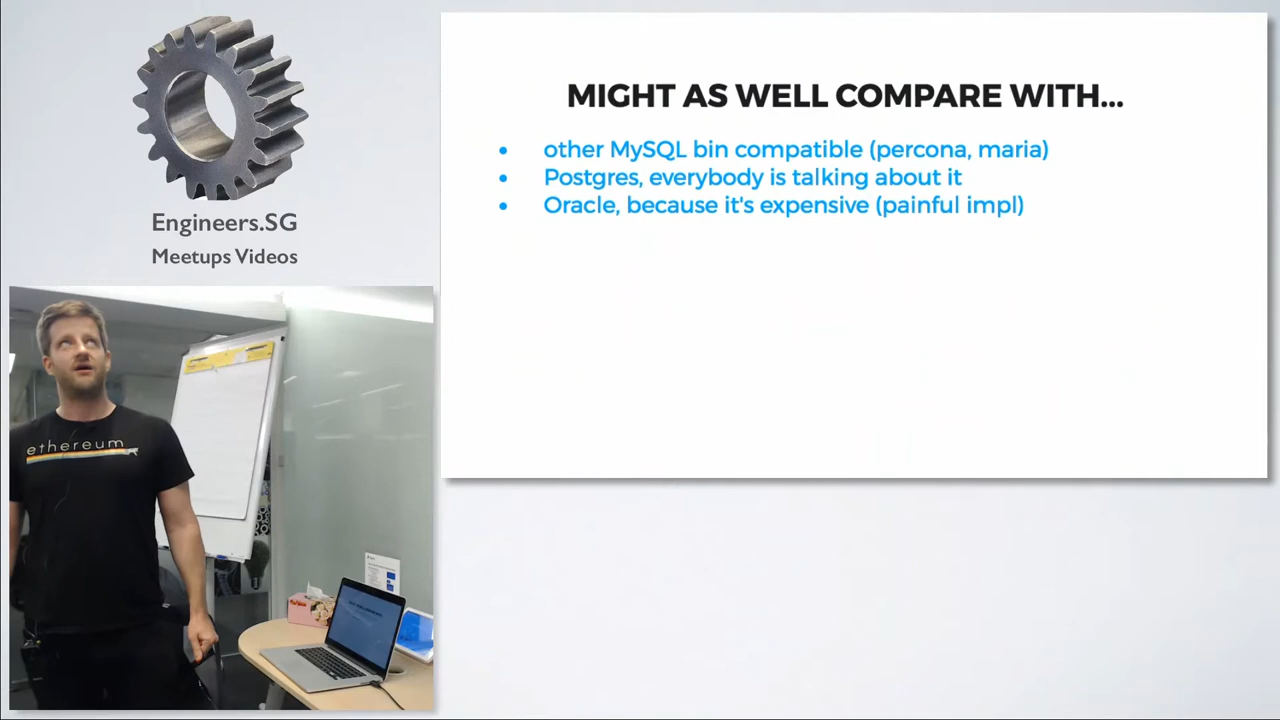 Engineers.SG
Meetups Videos
MIGHT AS WELL COMPARE WITH...
• other MySQL bin compatible (percona, maria)
• Postgres, everybody is talking about it
• Oracle, because it's expensive (painful impl)
ethereum